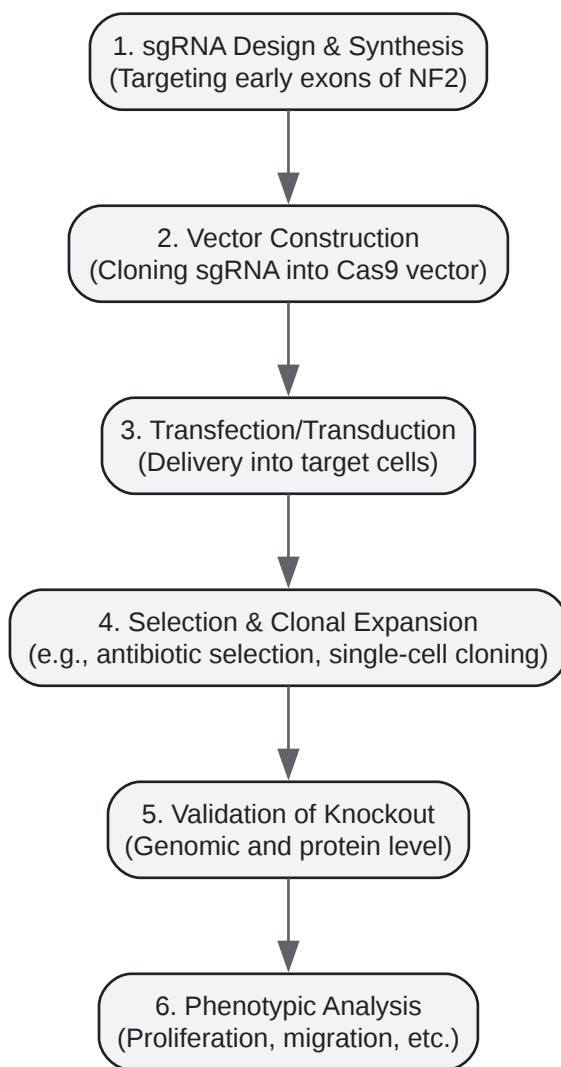 1. sgRNA Design & Synthesis
(Targeting early exons of NF2)
2. Vector Construction
(Cloning sgRNA into Cas9 vector)
3. Transfection/Transduction
(Delivery into target cells)
4. Selection & Clonal Expansion
(e.g., antibiotic selection, single-cell cloning)
5. Validation of Knockout
(Genomic and protein level)
6. Phenotypic Analysis
(Proliferation, migration, etc.)